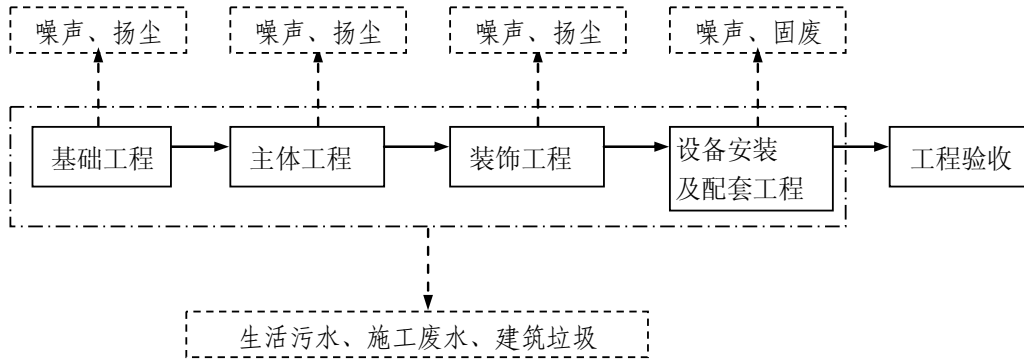 噪声、扬尘
噪声、扬尘
噪声、扬尘
噪声、固废
基础工程
主体工程
装饰工程
设备安装
及配套工程
工程验收
生活污水、施工废水、建筑垃圾